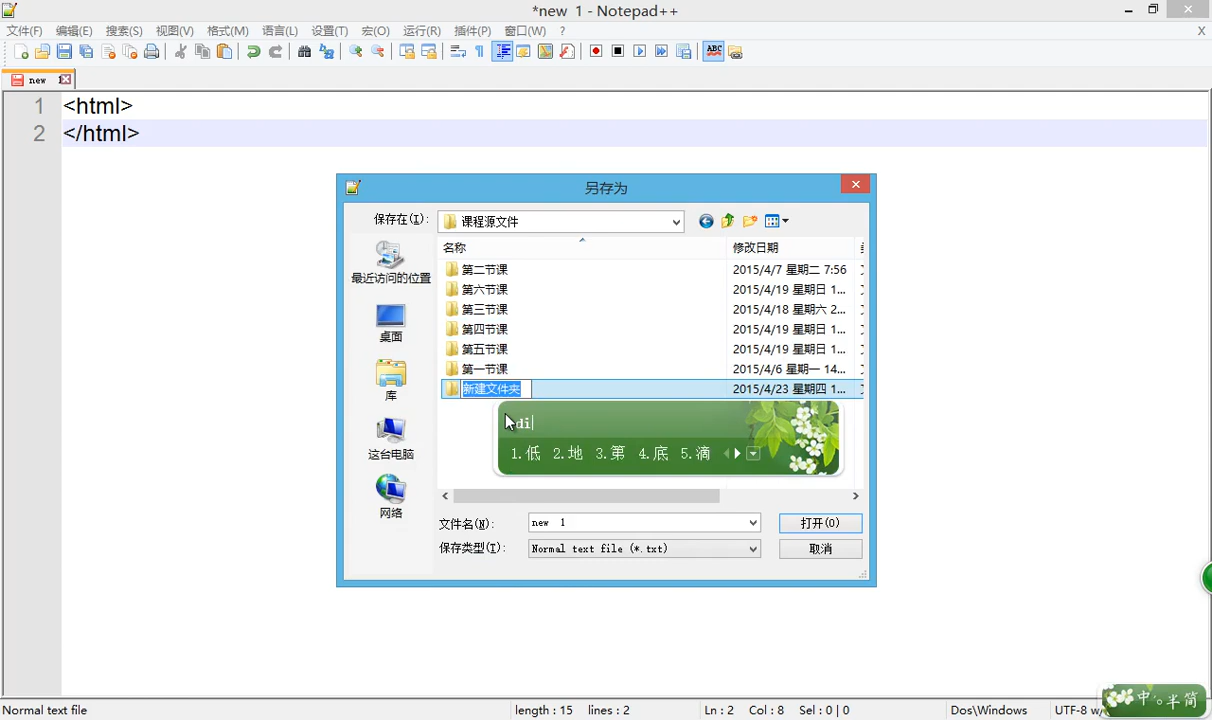 *new 1 - Notepad++
文件(F) 编辑(E) 搜索(S) 视图(V) 格式(M) 语言(L) 设置(T) 宏(O) 运行(R) 插件(P) 窗口(W) ? X
new 1
1 <html>
2 </html>
另存为
保存在(I): 课程源文件
名称 修改日期
最近访问的位置
桌面
库
这台电脑
网络
第二节课 2015/4/7 星期二 7:56
第六节课 2015/4/19 星期日 1...
第三节课 2015/4/18 星期六 2...
第四节课 2015/4/19 星期日 1...
第五节课 2015/4/19 星期日 1...
第一节课 2015/4/6 星期一 14...
新建文件夹 2015/4/23 星期四 1...
di
1.低 2.地 3.第 4.底 5.滴
文件名(N): new 1 打开(O)
保存类型(T): Normal text file (*.txt) 取消
Normal text file length : 15 lines : 2 Ln : 2 Col : 8 Sel : 0 | 0 Dos\Windows UTF-8 w/
中 半 简